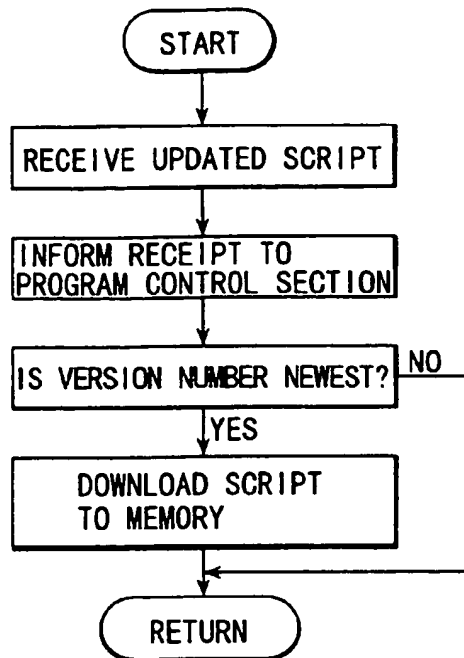 START
RECEIVE UPDATED SCRIPT
INFORM RECEIPT TO
PROGRAM CONTROL SECTION
IS VERSION NUMBER NEWEST?
NO
YES
DOWNLOAD SCRIPT
TO MEMORY
RETURN